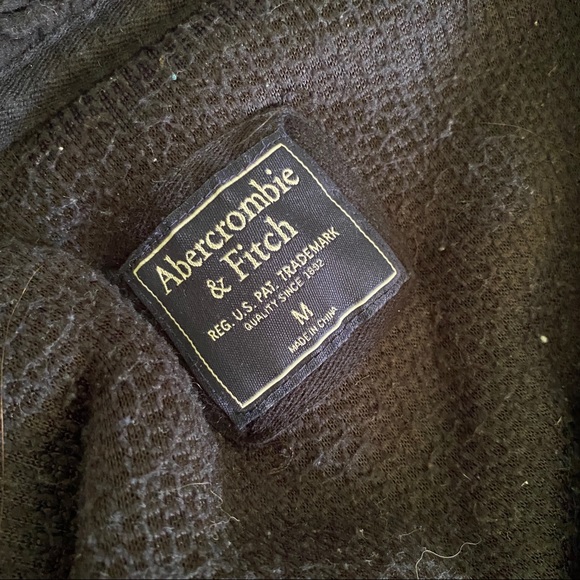 Abercrombie
& Fitch
REG. U.S. PAT. TRADEMARK
QUALITY SINCE 1892
M
MADE IN CHINA